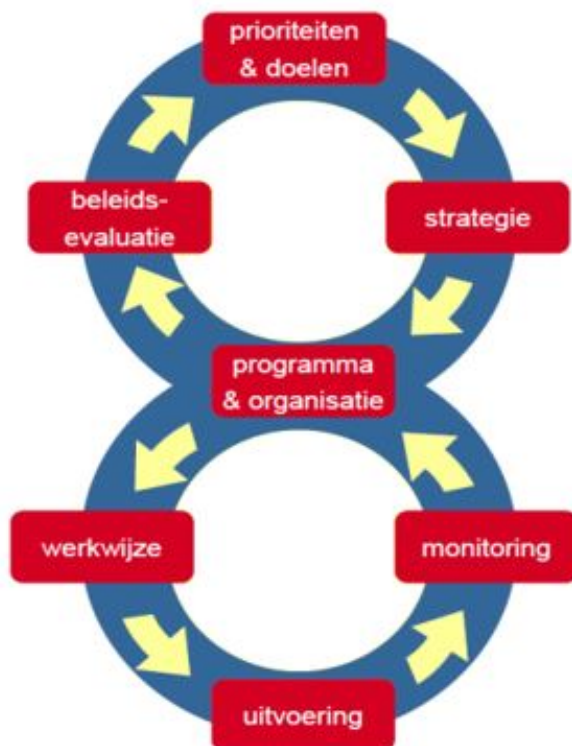 prioriteiten
& doelen
beleids-
evaluatie
strategie
programma
& organisatie
werkwijze
monitoring
uitvoering